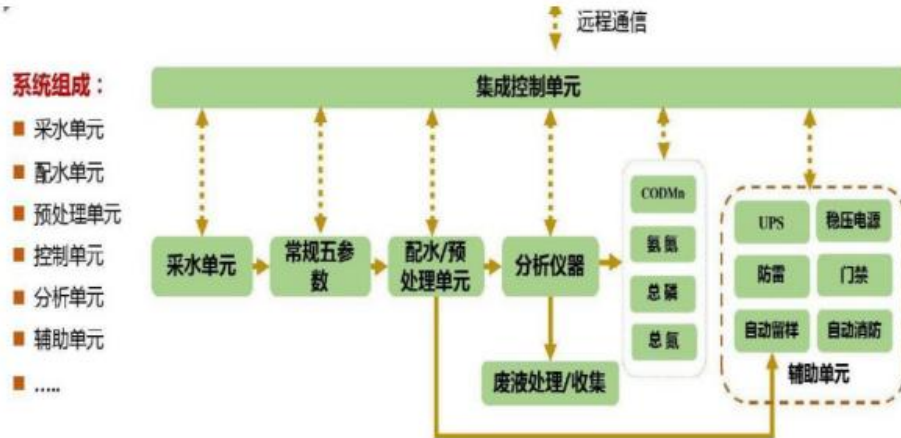 远程通信
集成控制单元
系统组成：
采水单元
配水单元
预处理单元
控制单元
分析单元
辅助单元
.....
采水单元
常规五参
数
配水/预
处理单元
分析仪器
废液处理/收集
CODMn
氨氮
总磷
总氮
UPS
稳压电源
防雷
门禁
自动留样
自动消防
辅助单元